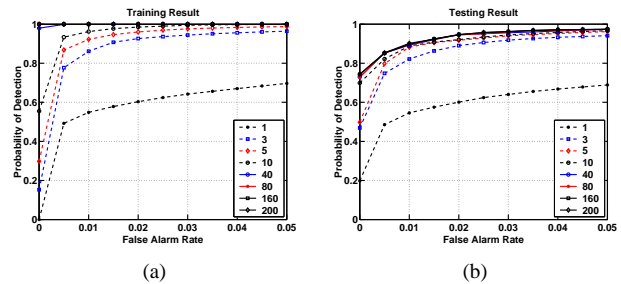 Training Result
Probability of Detection
1
0.8
0.6
0.4
0.2
0
0 0.01 0.02 0.03 0.04 0.05
False Alarm Rate
1
3
5
10
40
80
160
200
(a)
Testing Result
Probability of Detection
1
0.8
0.6
0.4
0.2
0
0 0.01 0.02 0.03 0.04 0.05
False Alarm Rate
1
3
5
10
40
80
160
200
(b)